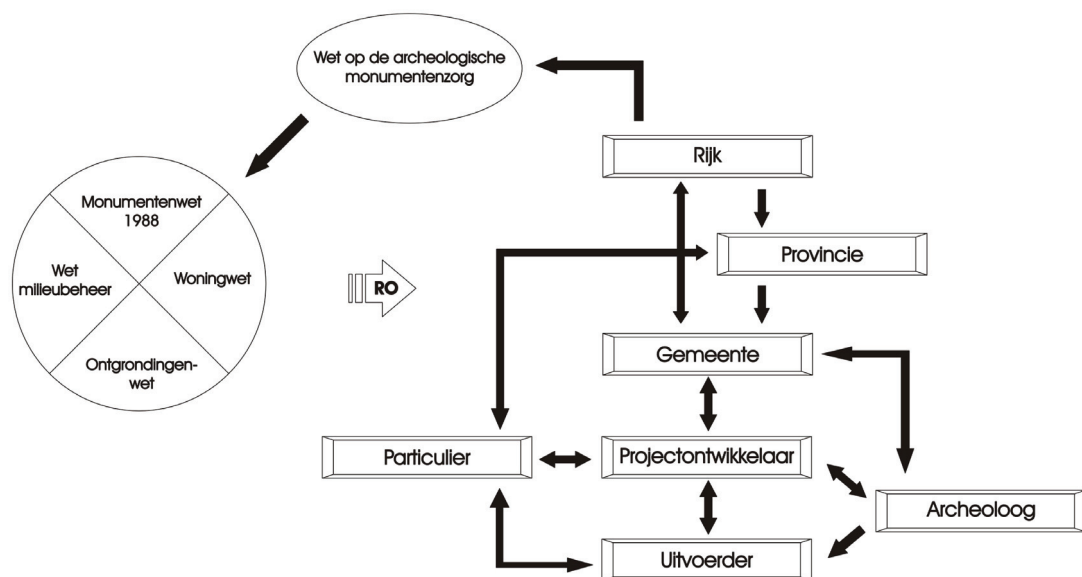 Wet op de archeologische
monumentenzorg
Rijk
Monumentenwet
1988
Provincie
Wet
milieubeheer
Woningwet
RO
Gemeente
Ontgrondingen-
wet
Particulier
Projectontwikkelaar
Archeoloog
Uitvoerder